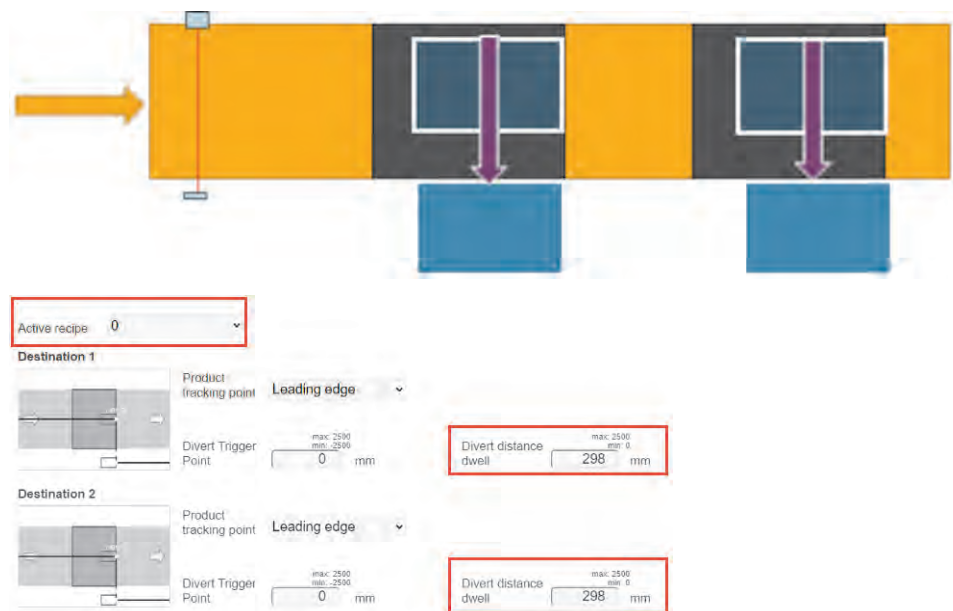 Active recipe 0
Destination 1
Product
tracking point Leading edge
Divert Trigger
Point
max: 2500
min: -2500
0 mm
Divert distance
dwell
max: 2500
min: 0
298 mm
Destination 2
Product
tracking point Leading edge
Divert Trigger
Point
max: 2500
min: -2500
0 mm
Divert distance
dwell
max: 2500
min: 0
298 mm